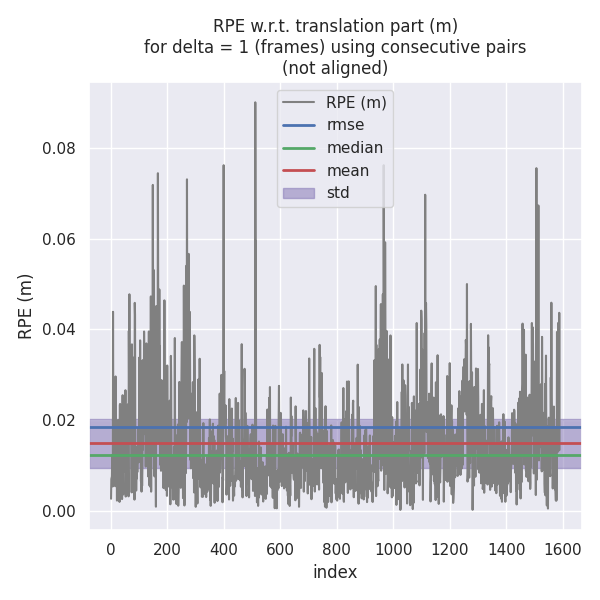 RPE w.r.t. translation part (m)
for delta = 1 (frames) using consecutive pairs
(not aligned)
RPE (m)
rmse
median
mean
std
RPE (m)
0.08
0.06
0.04
0.02
0.00
0 200 400 600 800 1000 1200 1400 1600
index